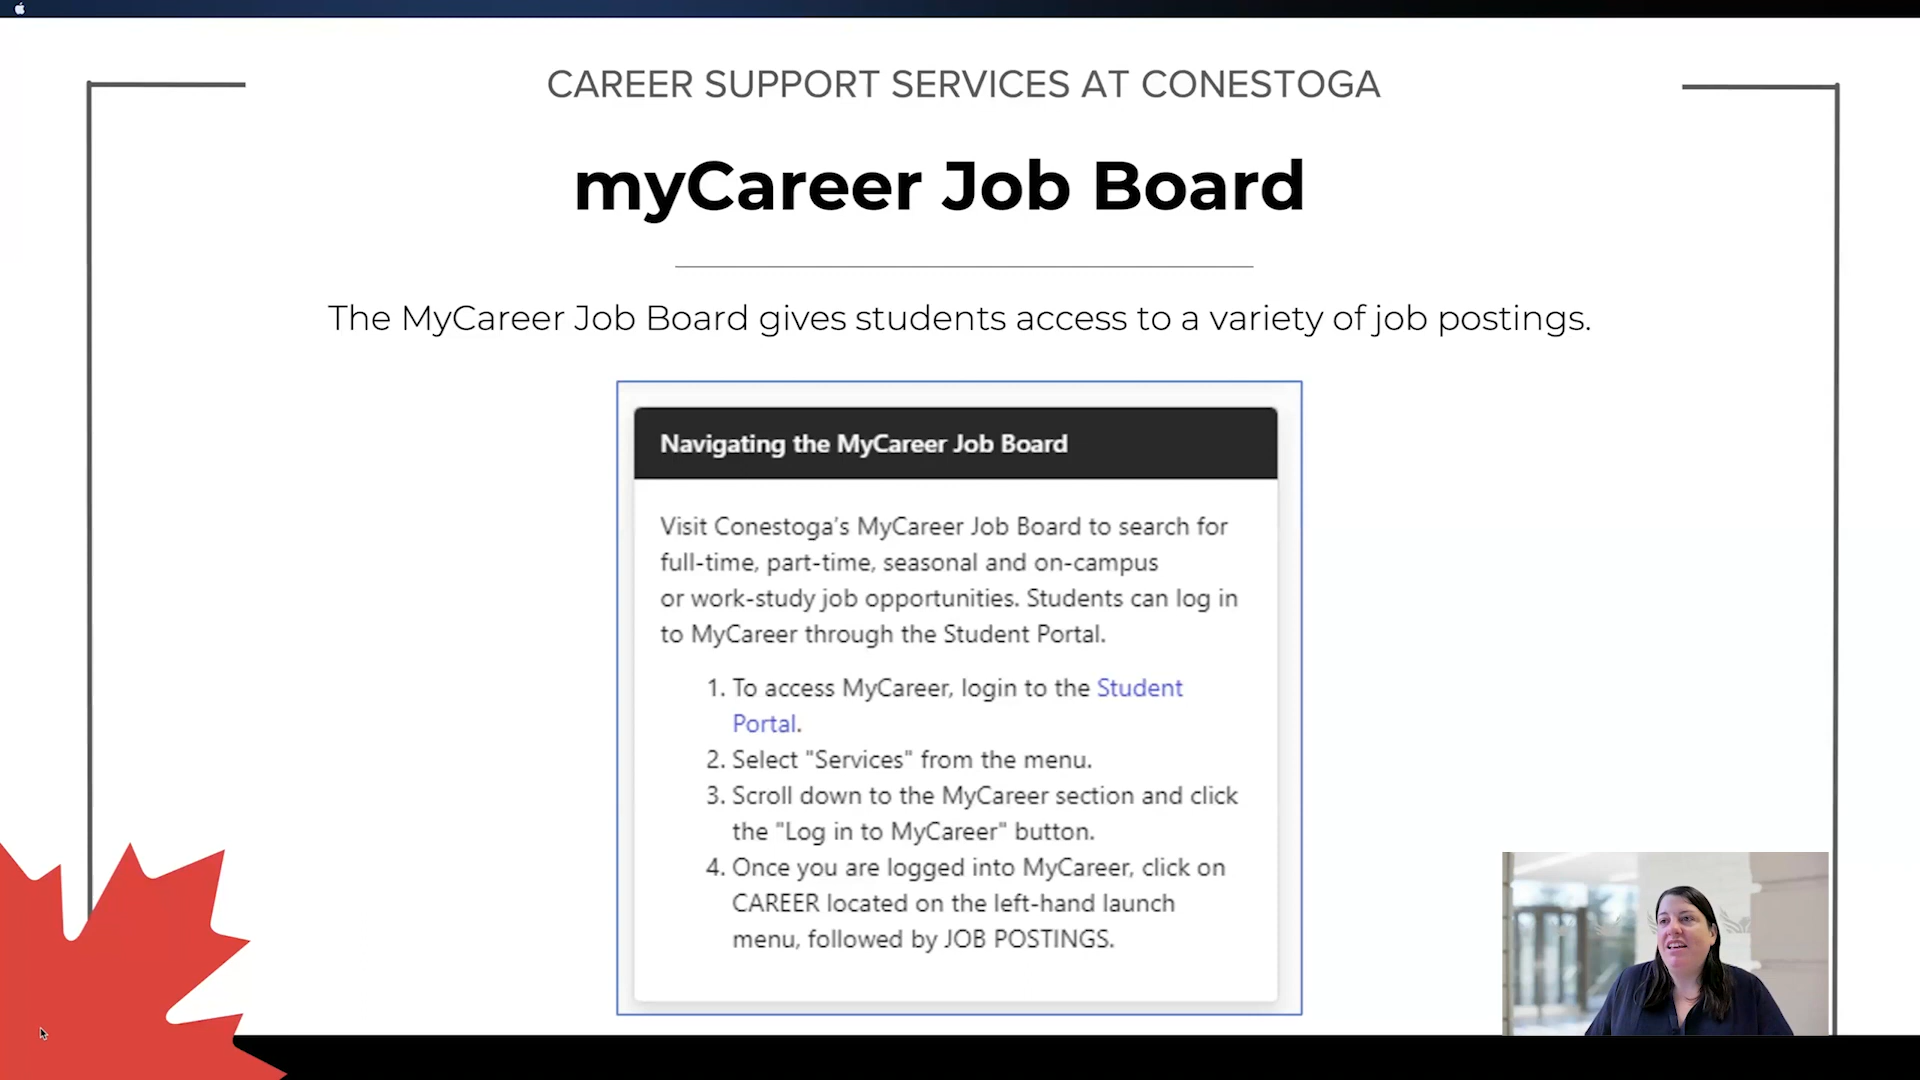 CAREER SUPPORT SERVICES AT CONESTOGA
myCareer Job Board
The MyCareer Job Board gives students access to a variety of job postings.
Navigating the MyCareer Job Board
Visit Conestoga's MyCareer Job Board to search for
full-time, part-time, seasonal and on-campus
or work-study job opportunities. Students can log in
to MyCareer through the Student Portal.
1. To access MyCareer, login to the Student
Portal.
2. Select "Services" from the menu.
3. Scroll down to the MyCareer section and click
the "Log in to MyCareer" button.
4. Once you are logged into MyCareer, click on
CAREER located on the left-hand launch
menu, followed by JOB POSTINGS.